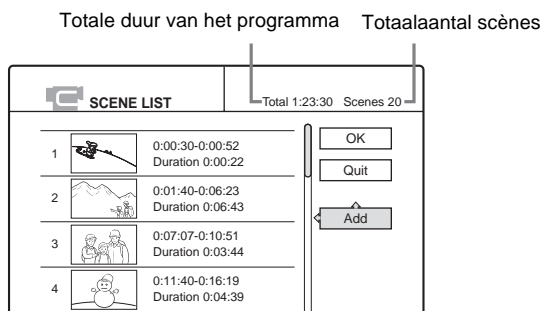 Totale duur van het programma
Totaalaantal scènes
SCENE LIST
Total 1:23:30 Scenes 20
1
0:00:30-0:00:52
Duration 0:00:22
2
0:01:40-0:06:23
Duration 0:06:43
3
0:07:07-0:10:51
Duration 0:03:44
4
0:11:40-0:16:19
Duration 0:04:39
OK
Quit
Add